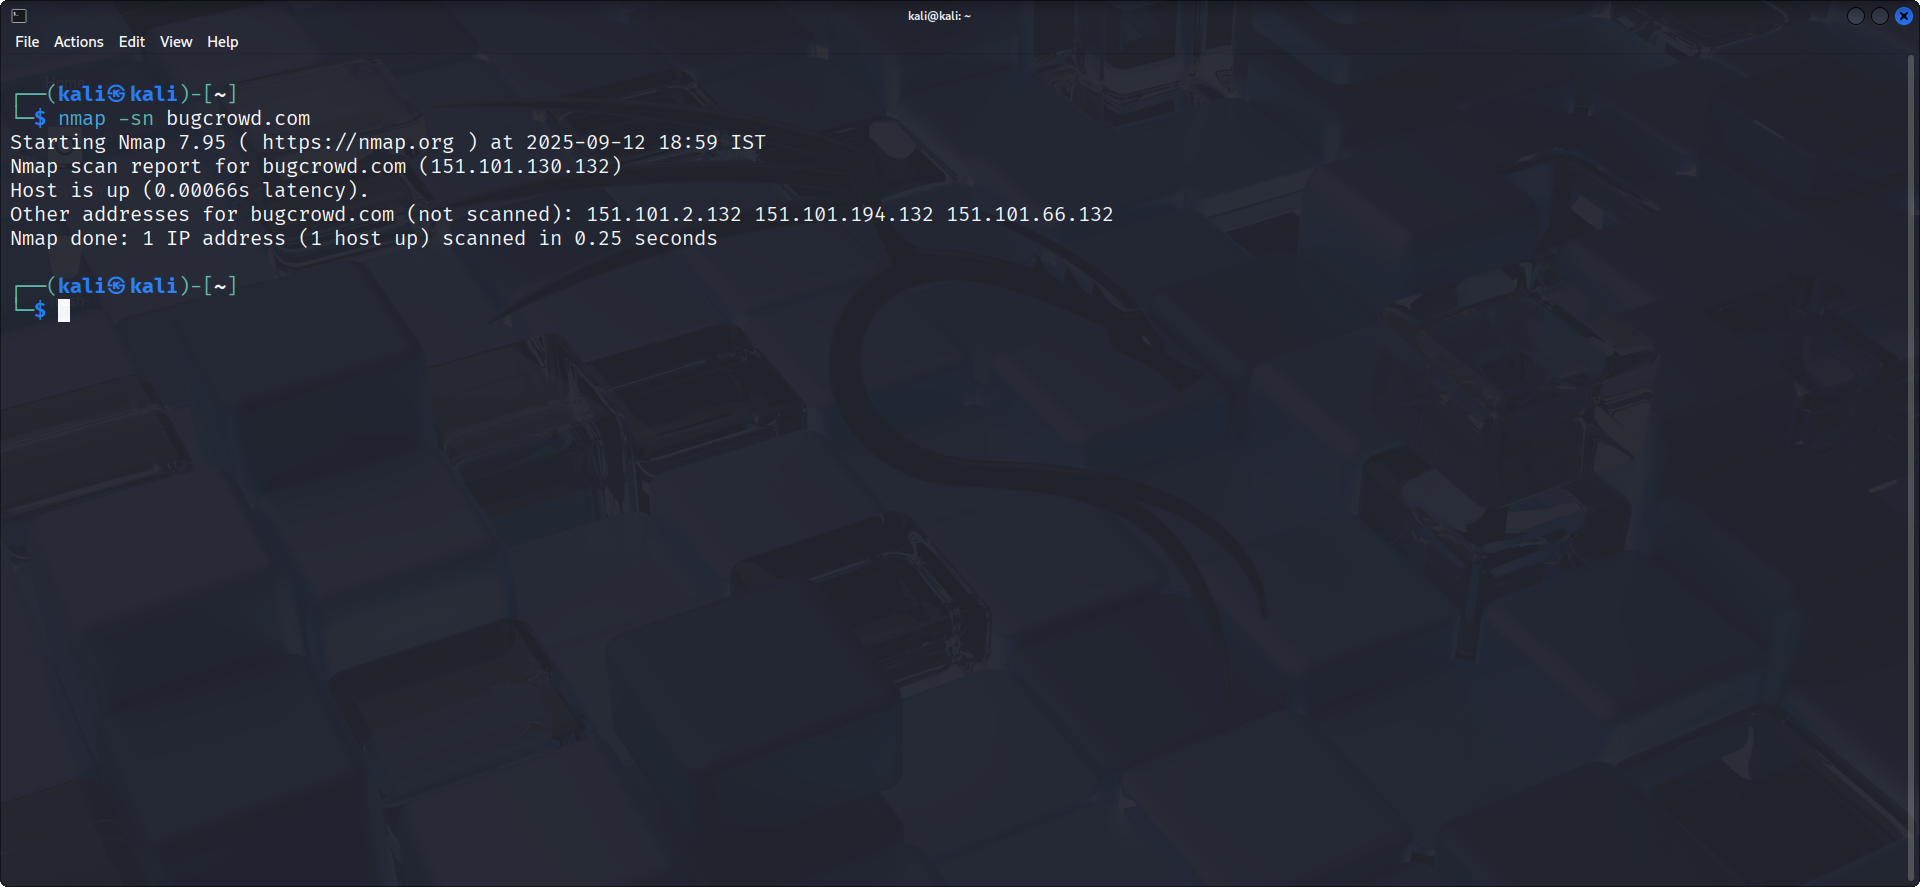 kali@kali: ~
File Actions Edit View Help
┌──(kali㉿kali)-[~]
└─$ nmap -sn bugcrowd.com
Starting Nmap 7.95 ( https://nmap.org ) at 2025-09-12 18:59 IST
Nmap scan report for bugcrowd.com (151.101.130.132)
Host is up (0.00066s latency).
Other addresses for bugcrowd.com (not scanned): 151.101.2.132 151.101.194.132 151.101.66.132
Nmap done: 1 IP address (1 host up) scanned in 0.25 seconds
┌──(kali㉿kali)-[~]
└─$